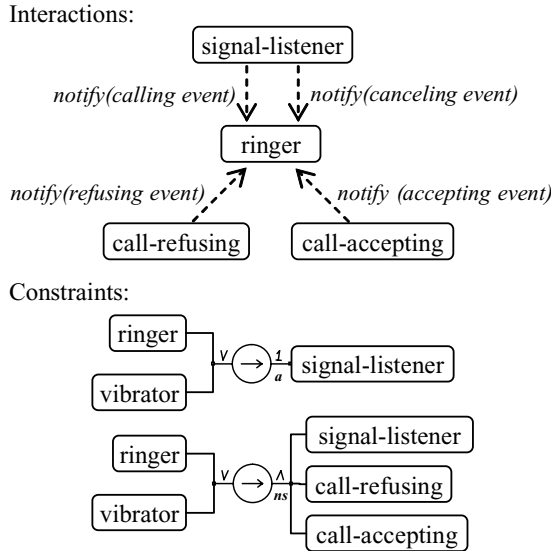 Interactions:
signal-listener
notify(calling event) notify(canceling event)
ringer
notify(refusing event) notify (accepting event)
call-refusing call-accepting
Constraints:
ringer
V → 1 signal-listener
a
vibrator
signal-listener
ringer
V → Λ call-refusing
ns
vibrator
call-accepting